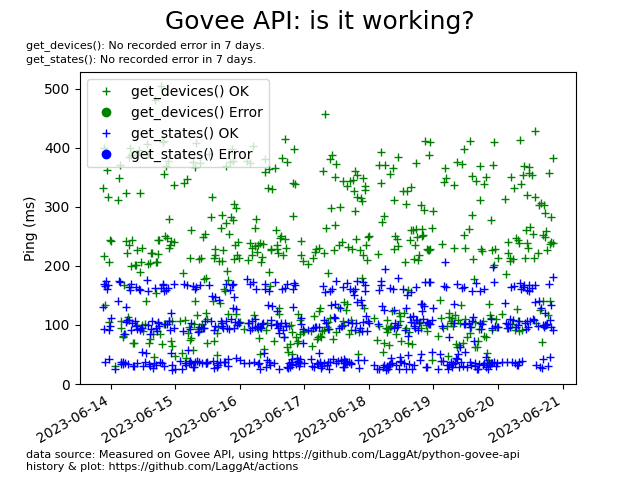 Govee API: is it working?
get_devices(): No recorded error in 7 days.
get_states(): No recorded error in 7 days.
500
400
300
200
100
0
Ping (ms)
get_devices() OK
get_devices() Error
get_states() OK
get_states() Error
2023-06-14
2023-06-15
2023-06-16
2023-06-17
2023-06-18
2023-06-19
2023-06-20
2023-06-21
data source: Measured on Govee API, using https://github.com/LaggAt/python-govee-api
history & plot: https://github.com/LaggAt/actions